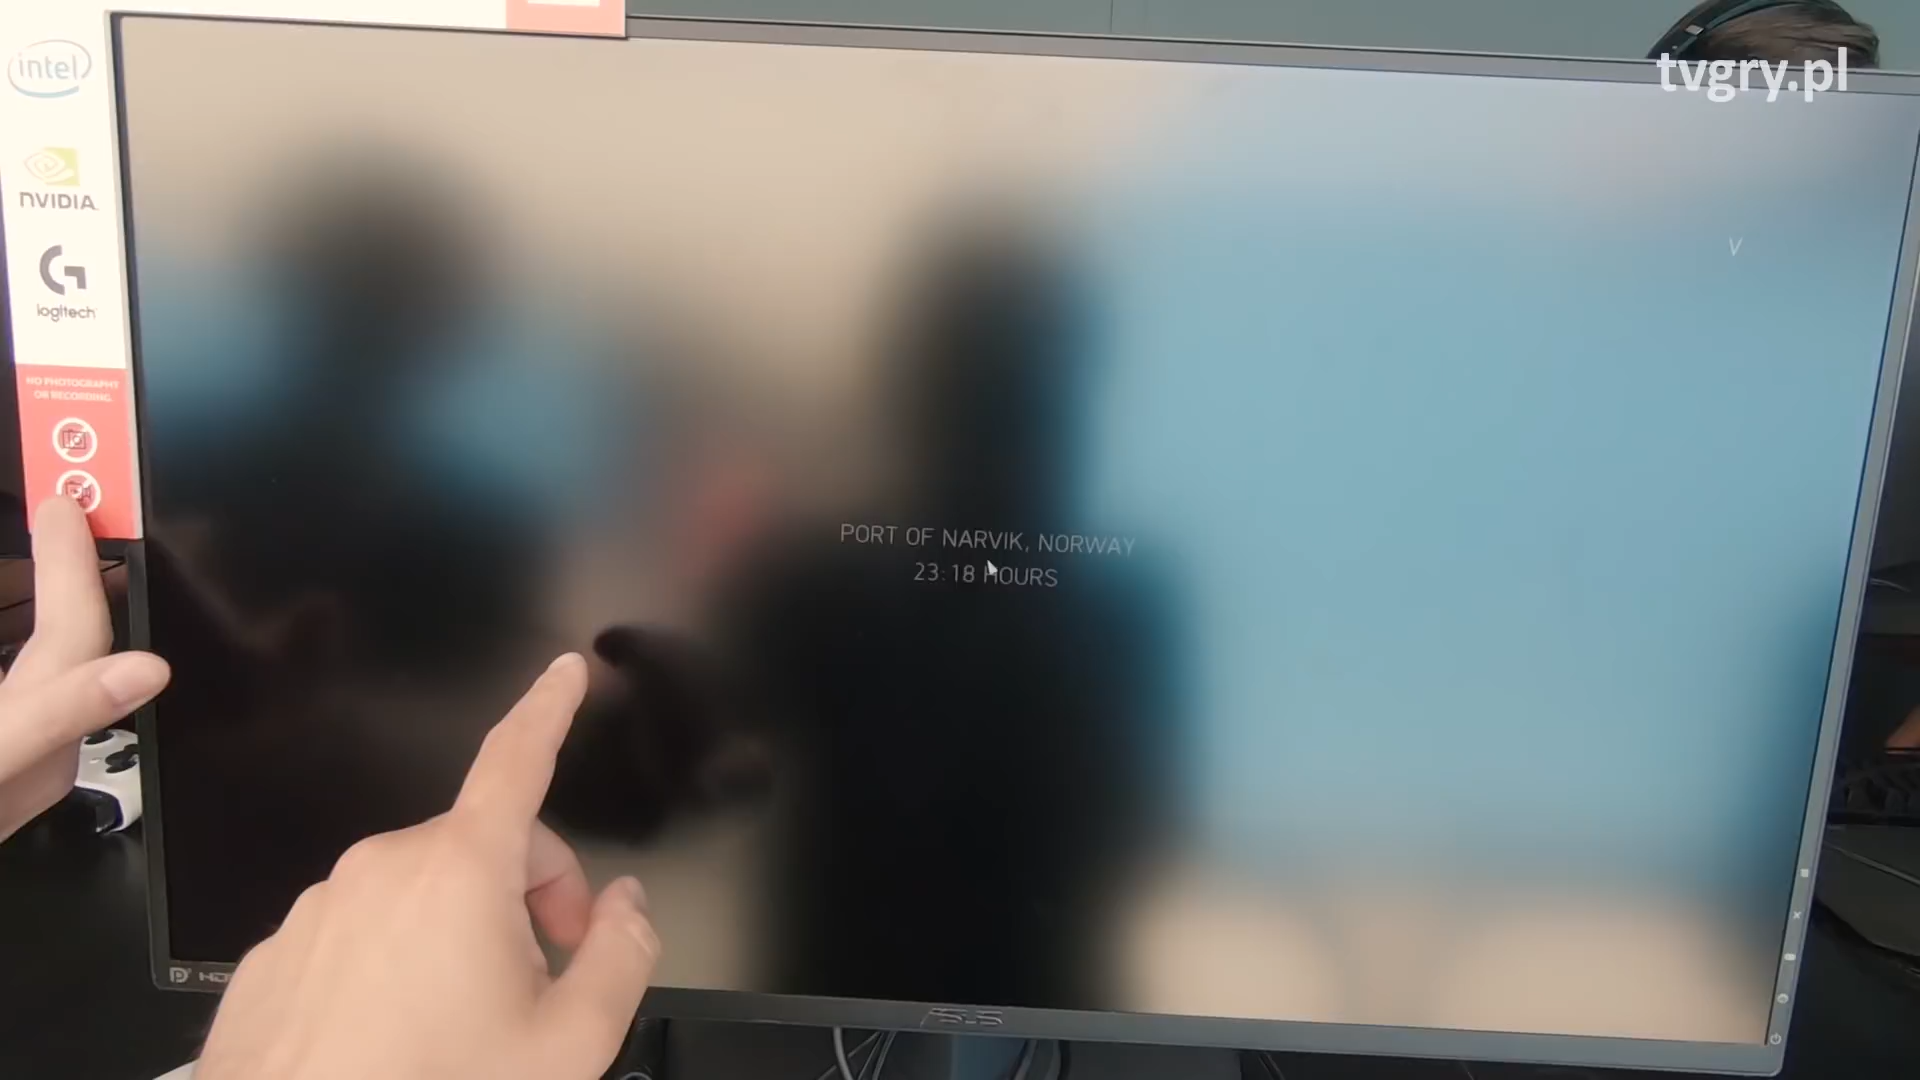 tvgry.pl
intel
NVIDIA
logitech
NO PHOTOGRAPHY
OR RECORDING
V
PORT OF NARVIK, NORWAY
23:18 HOURS
ASUS